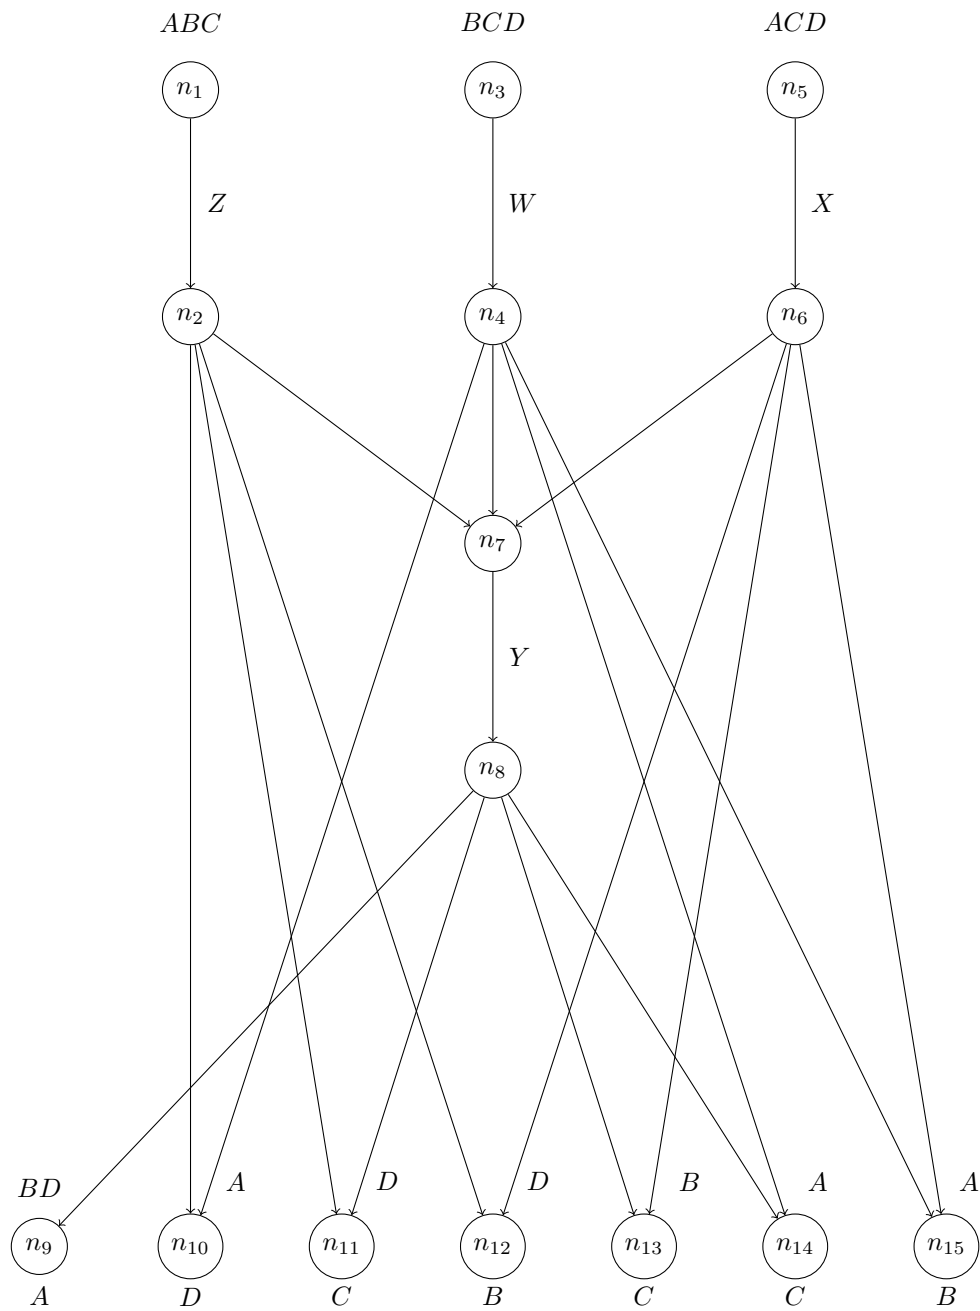 ABC BCD ACD
n1 n3 n5
Z W X
n2 n4 n6
n7
Y
n8
BD A D D B A A
n9 n10 n11 n12 n13 n14 n15
A D C B C C B